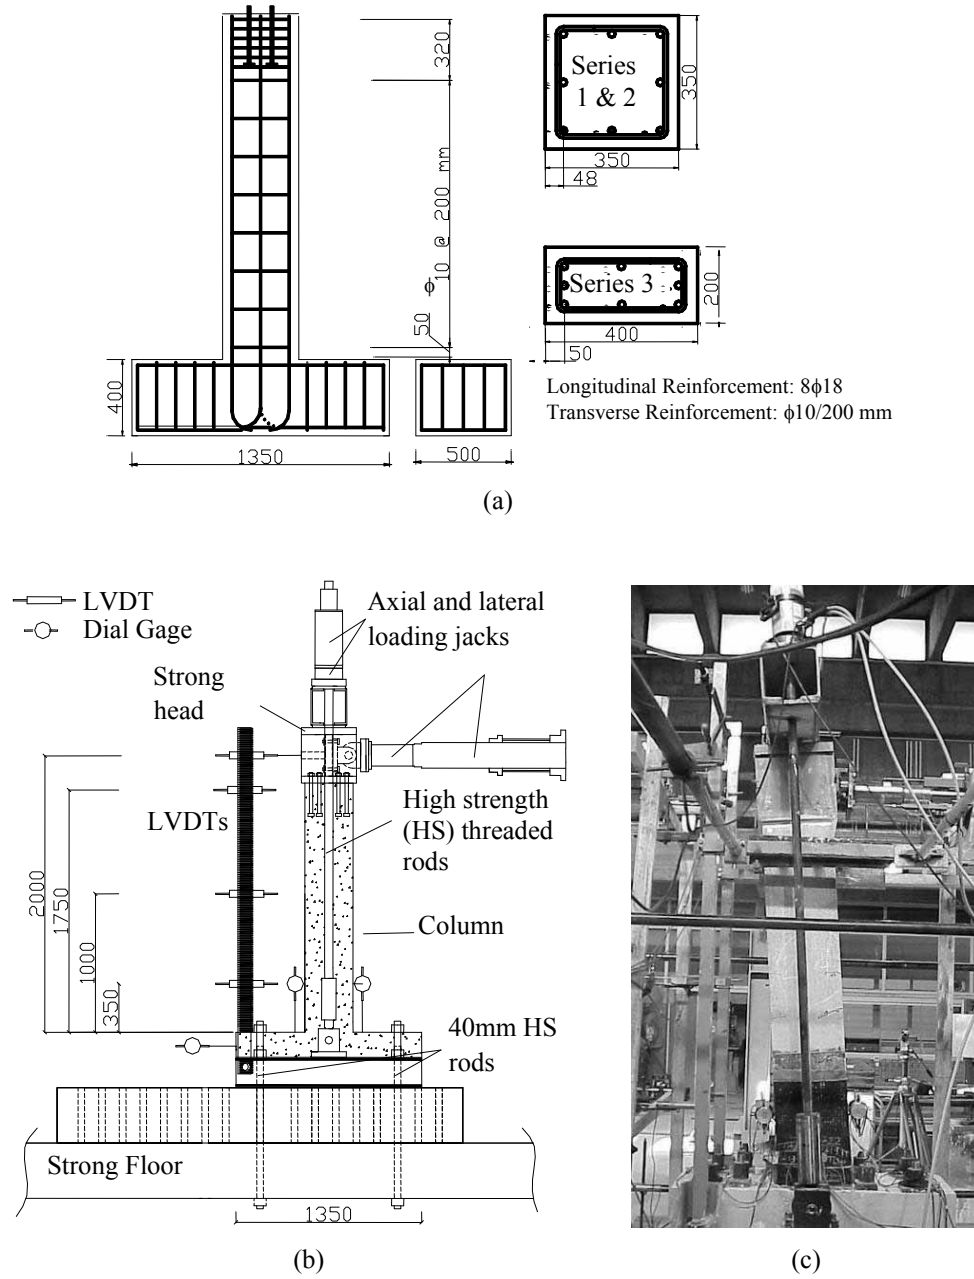 320
Series
1 & 2
350
350
48
ϕ10 @ 200 mm
50
Series 3
200
400
50
400
1350
500
Longitudinal Reinforcement: 8ϕ18
Transverse Reinforcement: ϕ10/200 mm
(a)
LVDT
Dial Gage
Axial and lateral
loading jacks
Strong
head
LVDTs
High strength
(HS) threaded
rods
2000
1750
1000
350
Column
40mm HS
rods
Strong Floor
1350
(b)
(c)